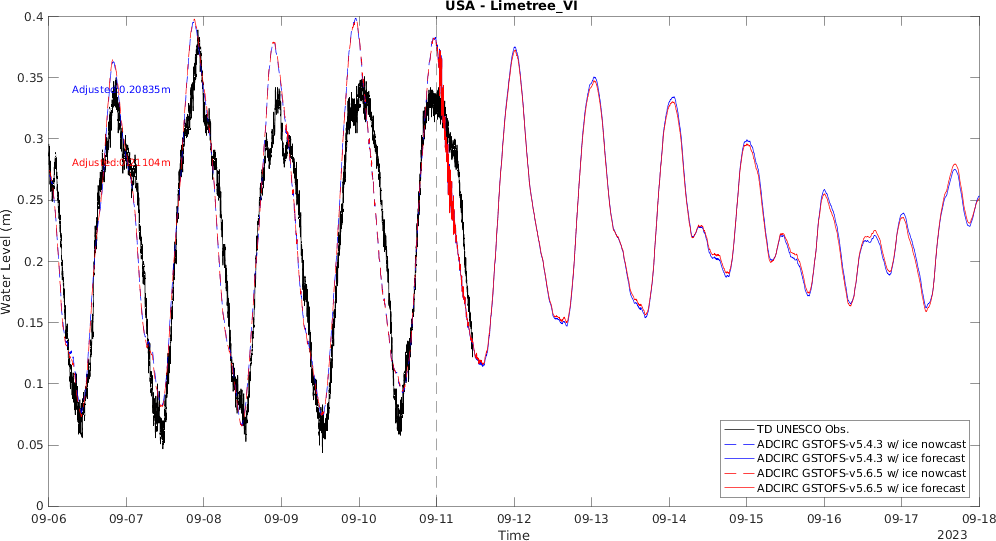 USA - Limetree_VI
0.4
0.35
0.3
0.25
0.2
0.15
0.1
0.05
0
Water Level (m)
Adjusted:0.20835m
Adjusted:0.21104m
TD UNESCO Obs.
ADCIRC GSTOFS-v5.4.3 w/ ice nowcast
ADCIRC GSTOFS-v5.4.3 w/ ice forecast
ADCIRC GSTOFS-v5.6.5 w/ ice nowcast
ADCIRC GSTOFS-v5.6.5 w/ ice forecast
09-06 09-07 09-08 09-09 09-10 09-11 09-12 09-13 09-14 09-15 09-16 09-17 09-18
Time
2023